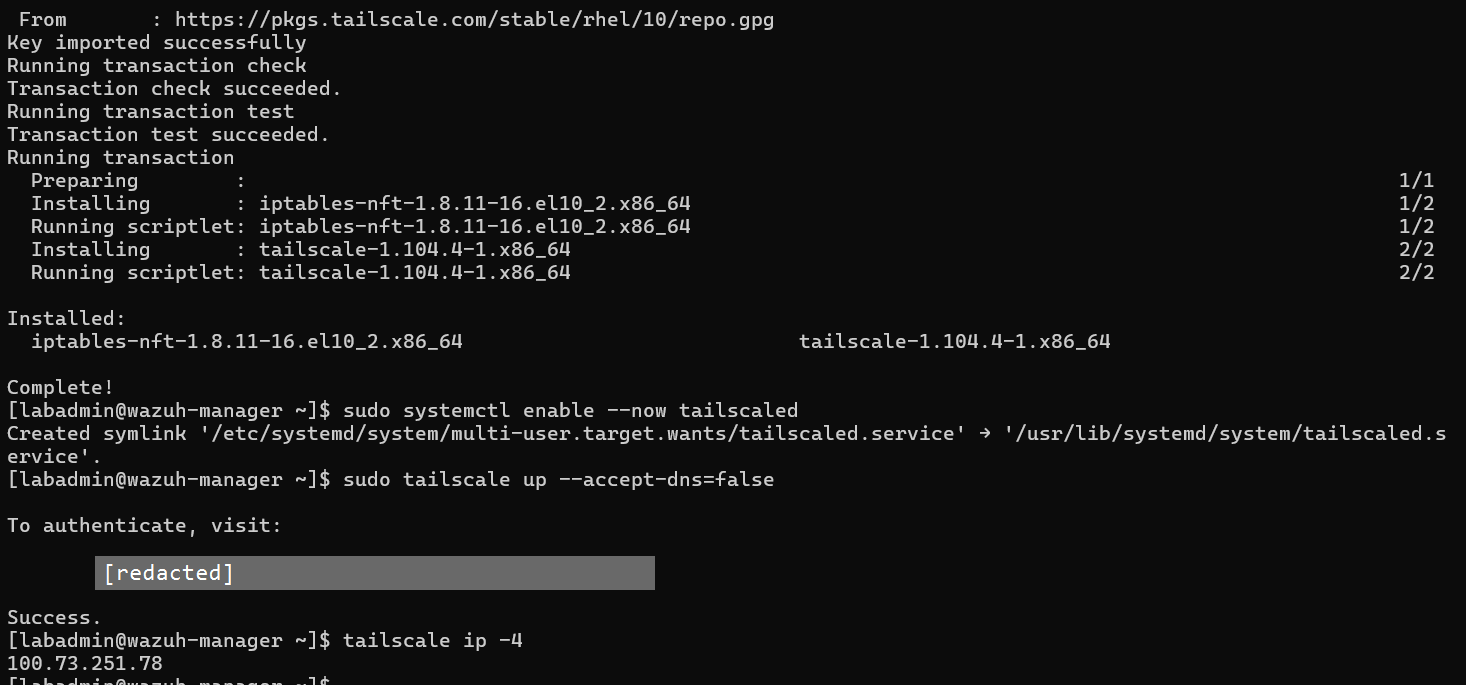 From       : https://pkgs.tailscale.com/stable/rhel/10/repo.gpg
Key imported successfully
Running transaction check
Transaction check succeeded.
Running transaction test
Transaction test succeeded.
Running transaction
  Preparing        :                                                                                                1/1
  Installing       : iptables-nft-1.8.11-16.el10_2.x86_64                                                           1/2
  Running scriptlet: iptables-nft-1.8.11-16.el10_2.x86_64                                                           1/2
  Installing       : tailscale-1.104.4-1.x86_64                                                                     2/2
  Running scriptlet: tailscale-1.104.4-1.x86_64                                                                     2/2
Installed:
  iptables-nft-1.8.11-16.el10_2.x86_64                            tailscale-1.104.4-1.x86_64
Complete!
[labadmin@wazuh-manager ~]$ sudo systemctl enable --now tailscaled
Created symlink '/etc/systemd/system/multi-user.target.wants/tailscaled.service' → '/usr/lib/systemd/system/tailscaled.s
ervice'.
[labadmin@wazuh-manager ~]$ sudo tailscale up --accept-dns=false
To authenticate, visit:
[redacted]
Success.
[labadmin@wazuh-manager ~]$ tailscale ip -4
100.73.251.78
[labadmin@wazuh-manager ~]$